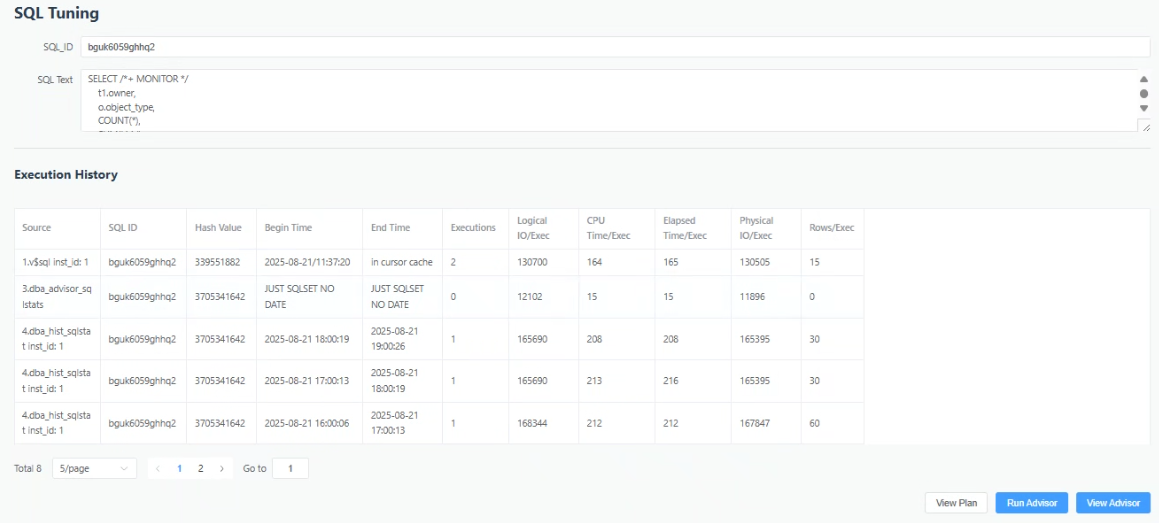 SQL Tuning
SQL_ID bguk6059ghhq2
SQL Text SELECT /*+ MONITOR */
t1.owner,
o.object_type,
COUNT(*),
Execution History
Source SQL ID Hash Value Begin Time End Time Executions Logical IO/Exec CPU Time/Exec Elapsed Time/Exec Physical IO/Exec Rows/Exec
1.v$sql inst_id: 1 bguk6059ghhq2 339551882 2025-08-21/11:37:20 in cursor cache 2 130700 164 165 130505 15
3.dba_advisor_sqlstats bguk6059ghhq2 3705341642 JUST SQLSET NO DATE JUST SQLSET NO DATE 0 12102 15 15 11896 0
4.dba_hist_sqlstat inst_id: 1 bguk6059ghhq2 3705341642 2025-08-21 18:00:19 2025-08-21 19:00:26 1 165690 208 208 165395 30
4.dba_hist_sqlstat inst_id: 1 bguk6059ghhq2 3705341642 2025-08-21 17:00:13 2025-08-21 18:00:19 1 165690 213 216 165395 30
4.dba_hist_sqlstat inst_id: 1 bguk6059ghhq2 3705341642 2025-08-21 16:00:06 2025-08-21 17:00:13 1 168344 212 212 167847 60
Total 8 5/page < 1 2 > Go to 1
View Plan Run Advisor View Advisor